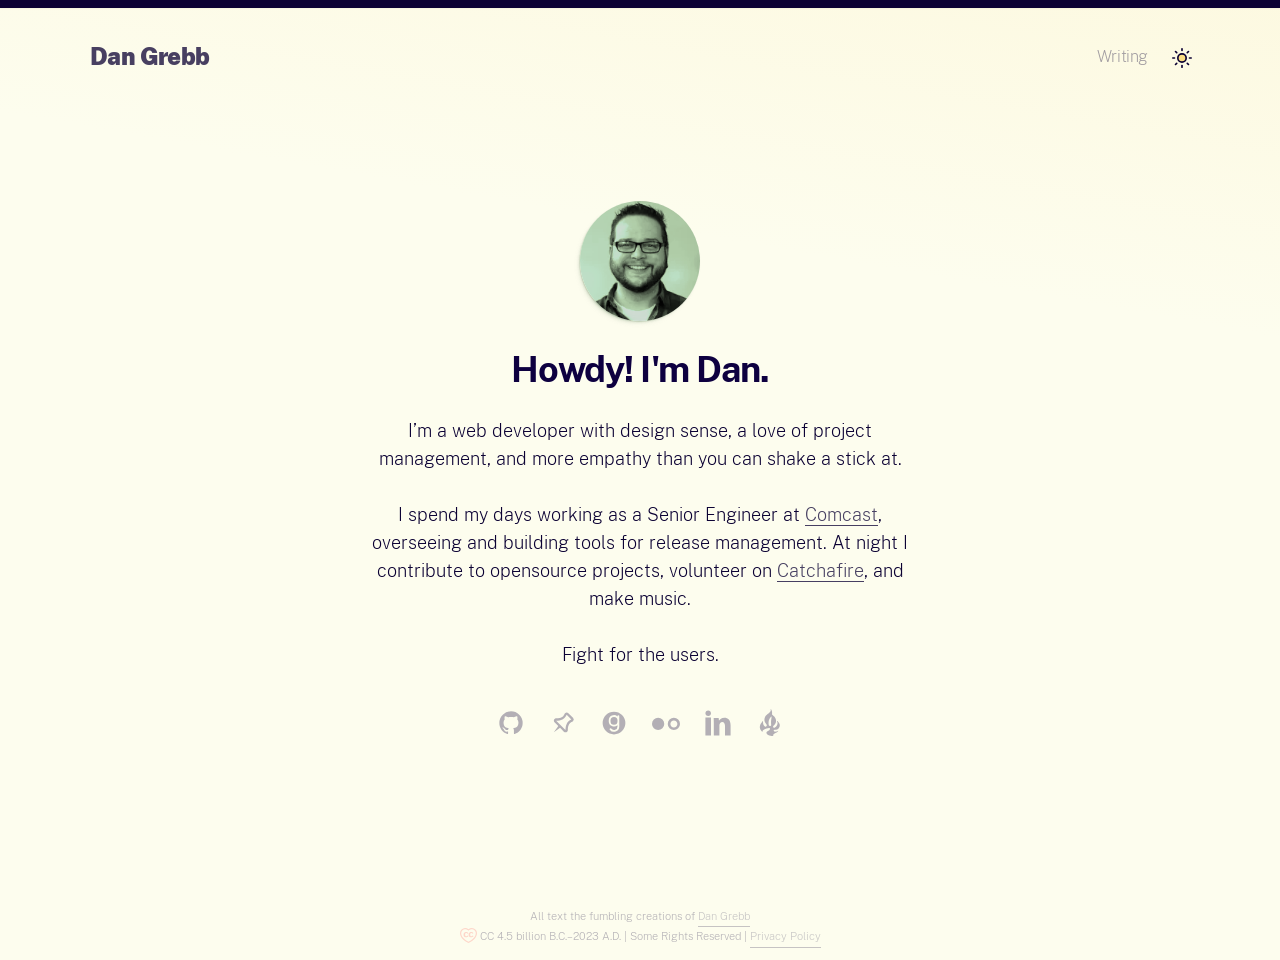 Dan Grebb
Writing
Howdy! I'm Dan.
I’m a web developer with design sense, a love of project
management, and more empathy than you can shake a stick at.
I spend my days working as a Senior Engineer at Comcast,
overseeing and building tools for release management. At night I
contribute to opensource projects, volunteer on Catchafire, and
make music.
Fight for the users.
All text the fumbling creations of Dan Grebb
CC 4.5 billion B.C.–2023 A.D. | Some Rights Reserved | Privacy Policy